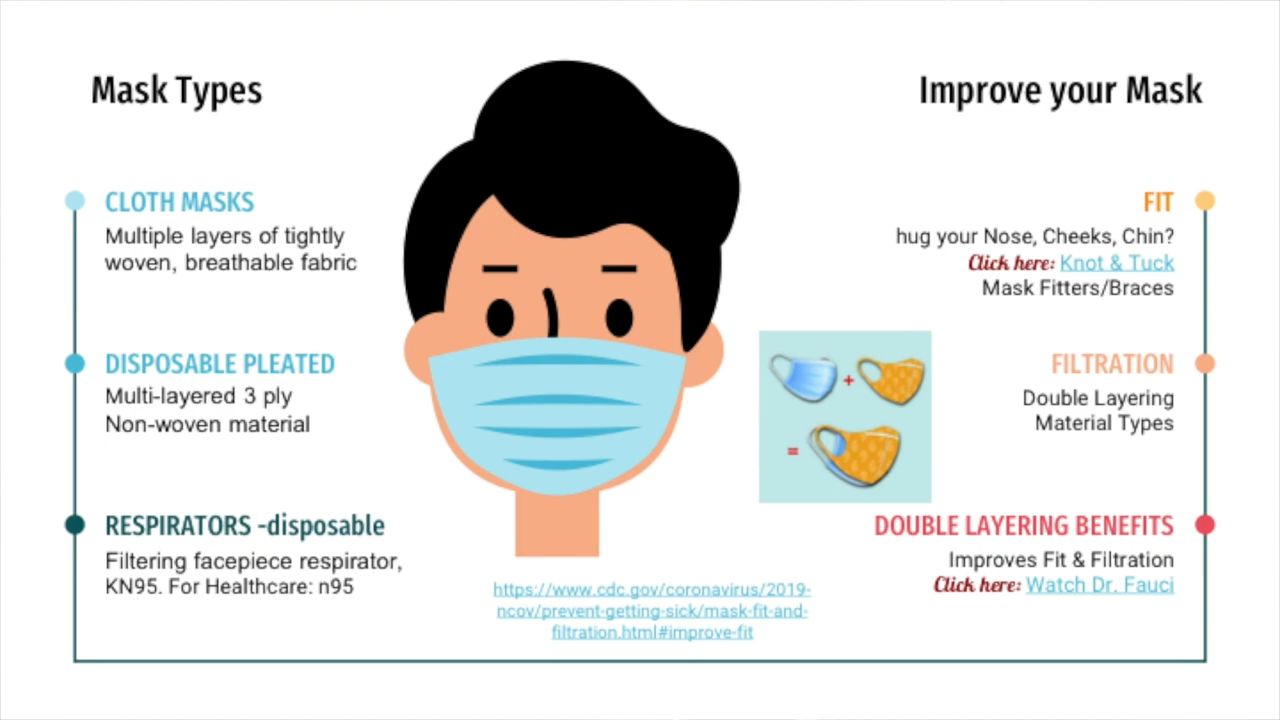 Mask Types
CLOTH MASKS
Multiple layers of tightly
woven, breathable fabric
DISPOSABLE PLEATED
Multi-layered 3 ply
Non-woven material
RESPIRATORS -disposable
Filtering facepiece respirator,
KN95. For Healthcare: n95
https://www.cdc.gov/coronavirus/2019-
ncov/prevent-getting-sick/mask-fit-and-
filtration.html#improve-fit
+
=
Improve your Mask
FIT
hug your Nose, Cheeks, Chin?
Click here: Knot & Tuck
Mask Fitters/Braces
FILTRATION
Double Layering
Material Types
DOUBLE LAYERING BENEFITS
Improves Fit & Filtration
Click here: Watch Dr. Fauci